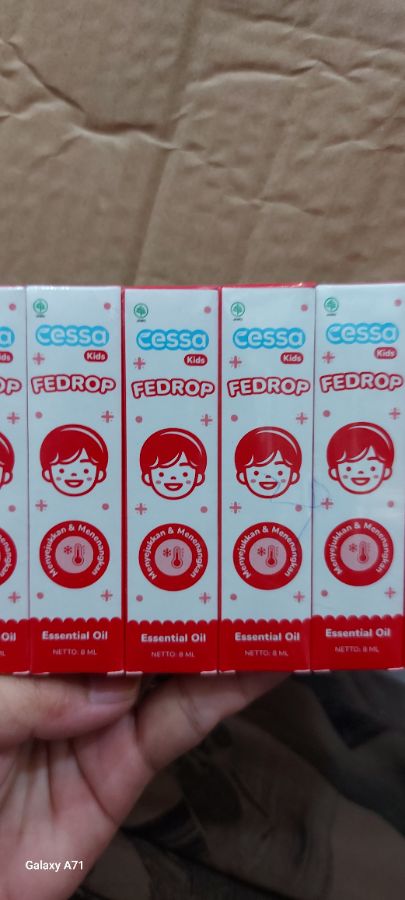 cessa
Kids
FEDROP
Menyejukkan & Menenangkan
Essential Oil
NETTO: 8 ML
cessa
Kids
FEDROP
Menyejukkan & Menenangkan
Essential Oil
NETTO: 8 ML
cessa
Kids
FEDROP
Menyejukkan & Menenangkan
Essential Oil
NETTO: 8 ML
cessa
Kids
FEDROP
Menyejukkan & Menenangkan
Essential Oil
NETTO: 8 ML
Galaxy A71